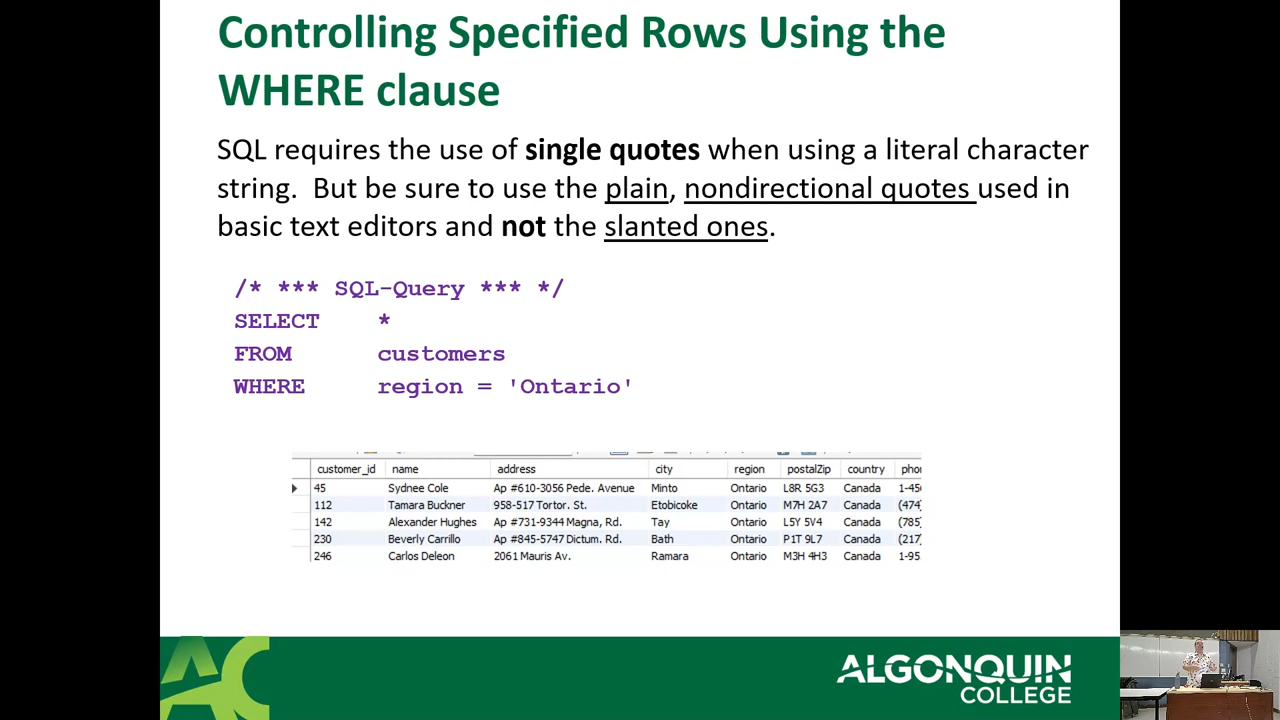 Controlling Specified Rows Using the
WHERE clause
SQL requires the use of single quotes when using a literal character
string. But be sure to use the plain, nondirectional quotes used in
basic text editors and not the slanted ones.
/* *** SQL-Query *** */
SELECT *
FROM customers
WHERE region = 'Ontario'
customer_id name address city region postalZip country phon
45 Sydnee Cole Ap #610-3056 Pede. Avenue Minto Ontario L8R 5G3 Canada 1-450
112 Tamara Buckner 958-517 Tortor. St. Etobicoke Ontario M7H 2A7 Canada (474)
142 Alexander Hughes Ap #731-9344 Magna, Rd. Tay Ontario L5Y 5V4 Canada (785)
230 Beverly Carrillo Ap #845-5747 Dictum. Rd. Bath Ontario P1T 9L7 Canada (217)
246 Carlos Deleon 2061 Mauris Av. Ramara Ontario M3H 4H3 Canada 1-95
AC
ALGONQUIN
COLLEGE